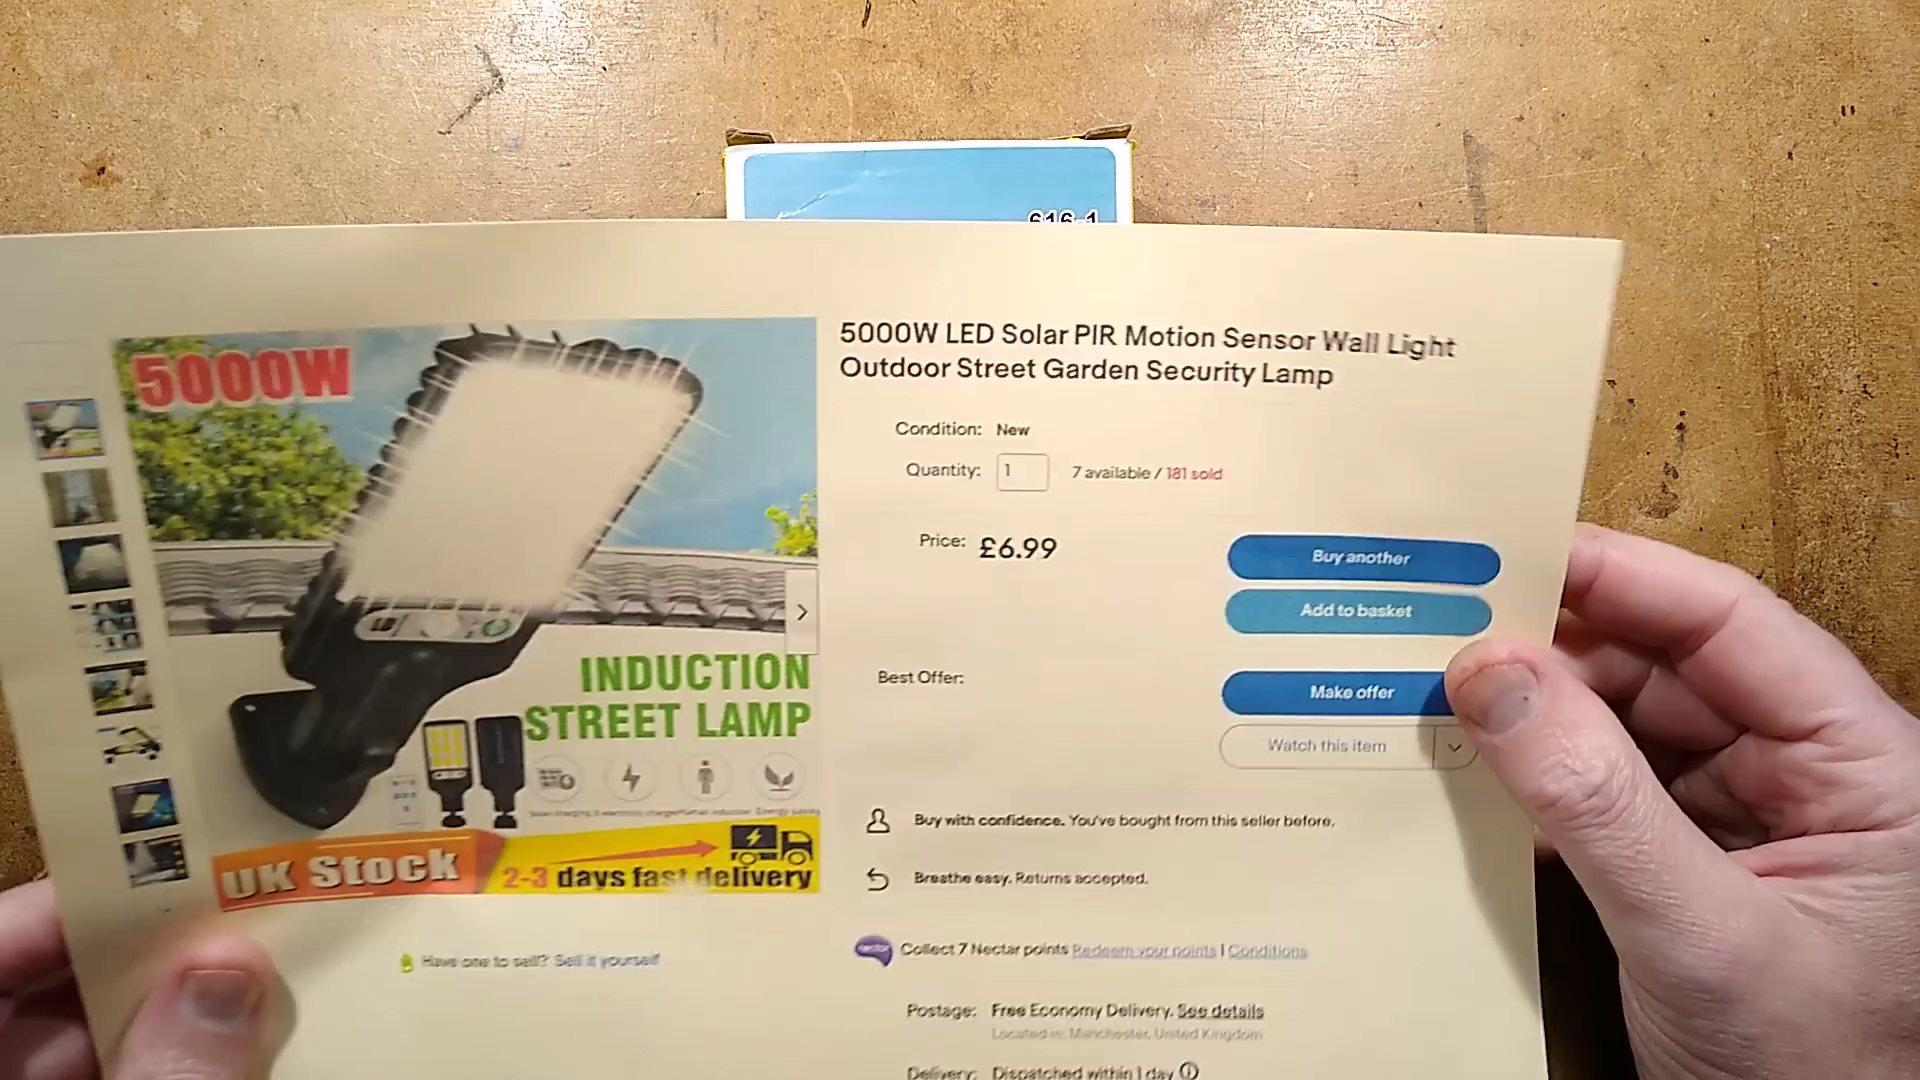 616-1
5000W
INDUCTION
STREET LAMP
UK Stock
2-3 days fast delivery
Have one to sell? Sell it yourself
5000W LED Solar PIR Motion Sensor Wall Light
Outdoor Street Garden Security Lamp
Condition: New
Quantity: 1 7 available / 181 sold
Price: £6.99
Buy another
Add to basket
Best Offer:
Make offer
Watch this item
Buy with confidence. You've bought from this seller before.
Breathe easy. Returns accepted.
nectar Collect 7 Nectar points Redeem your points | Conditions
Postage: Free Economy Delivery. See details
Located in: Manchester, United Kingdom
Delivery: Dispatched within 1 day